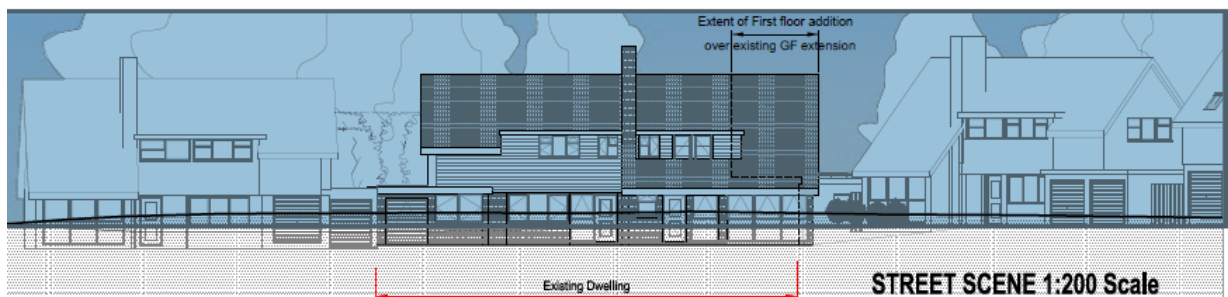 Extent of First floor addition
over existing GF extension
Existing Dwelling
STREET SCENE 1:200 Scale